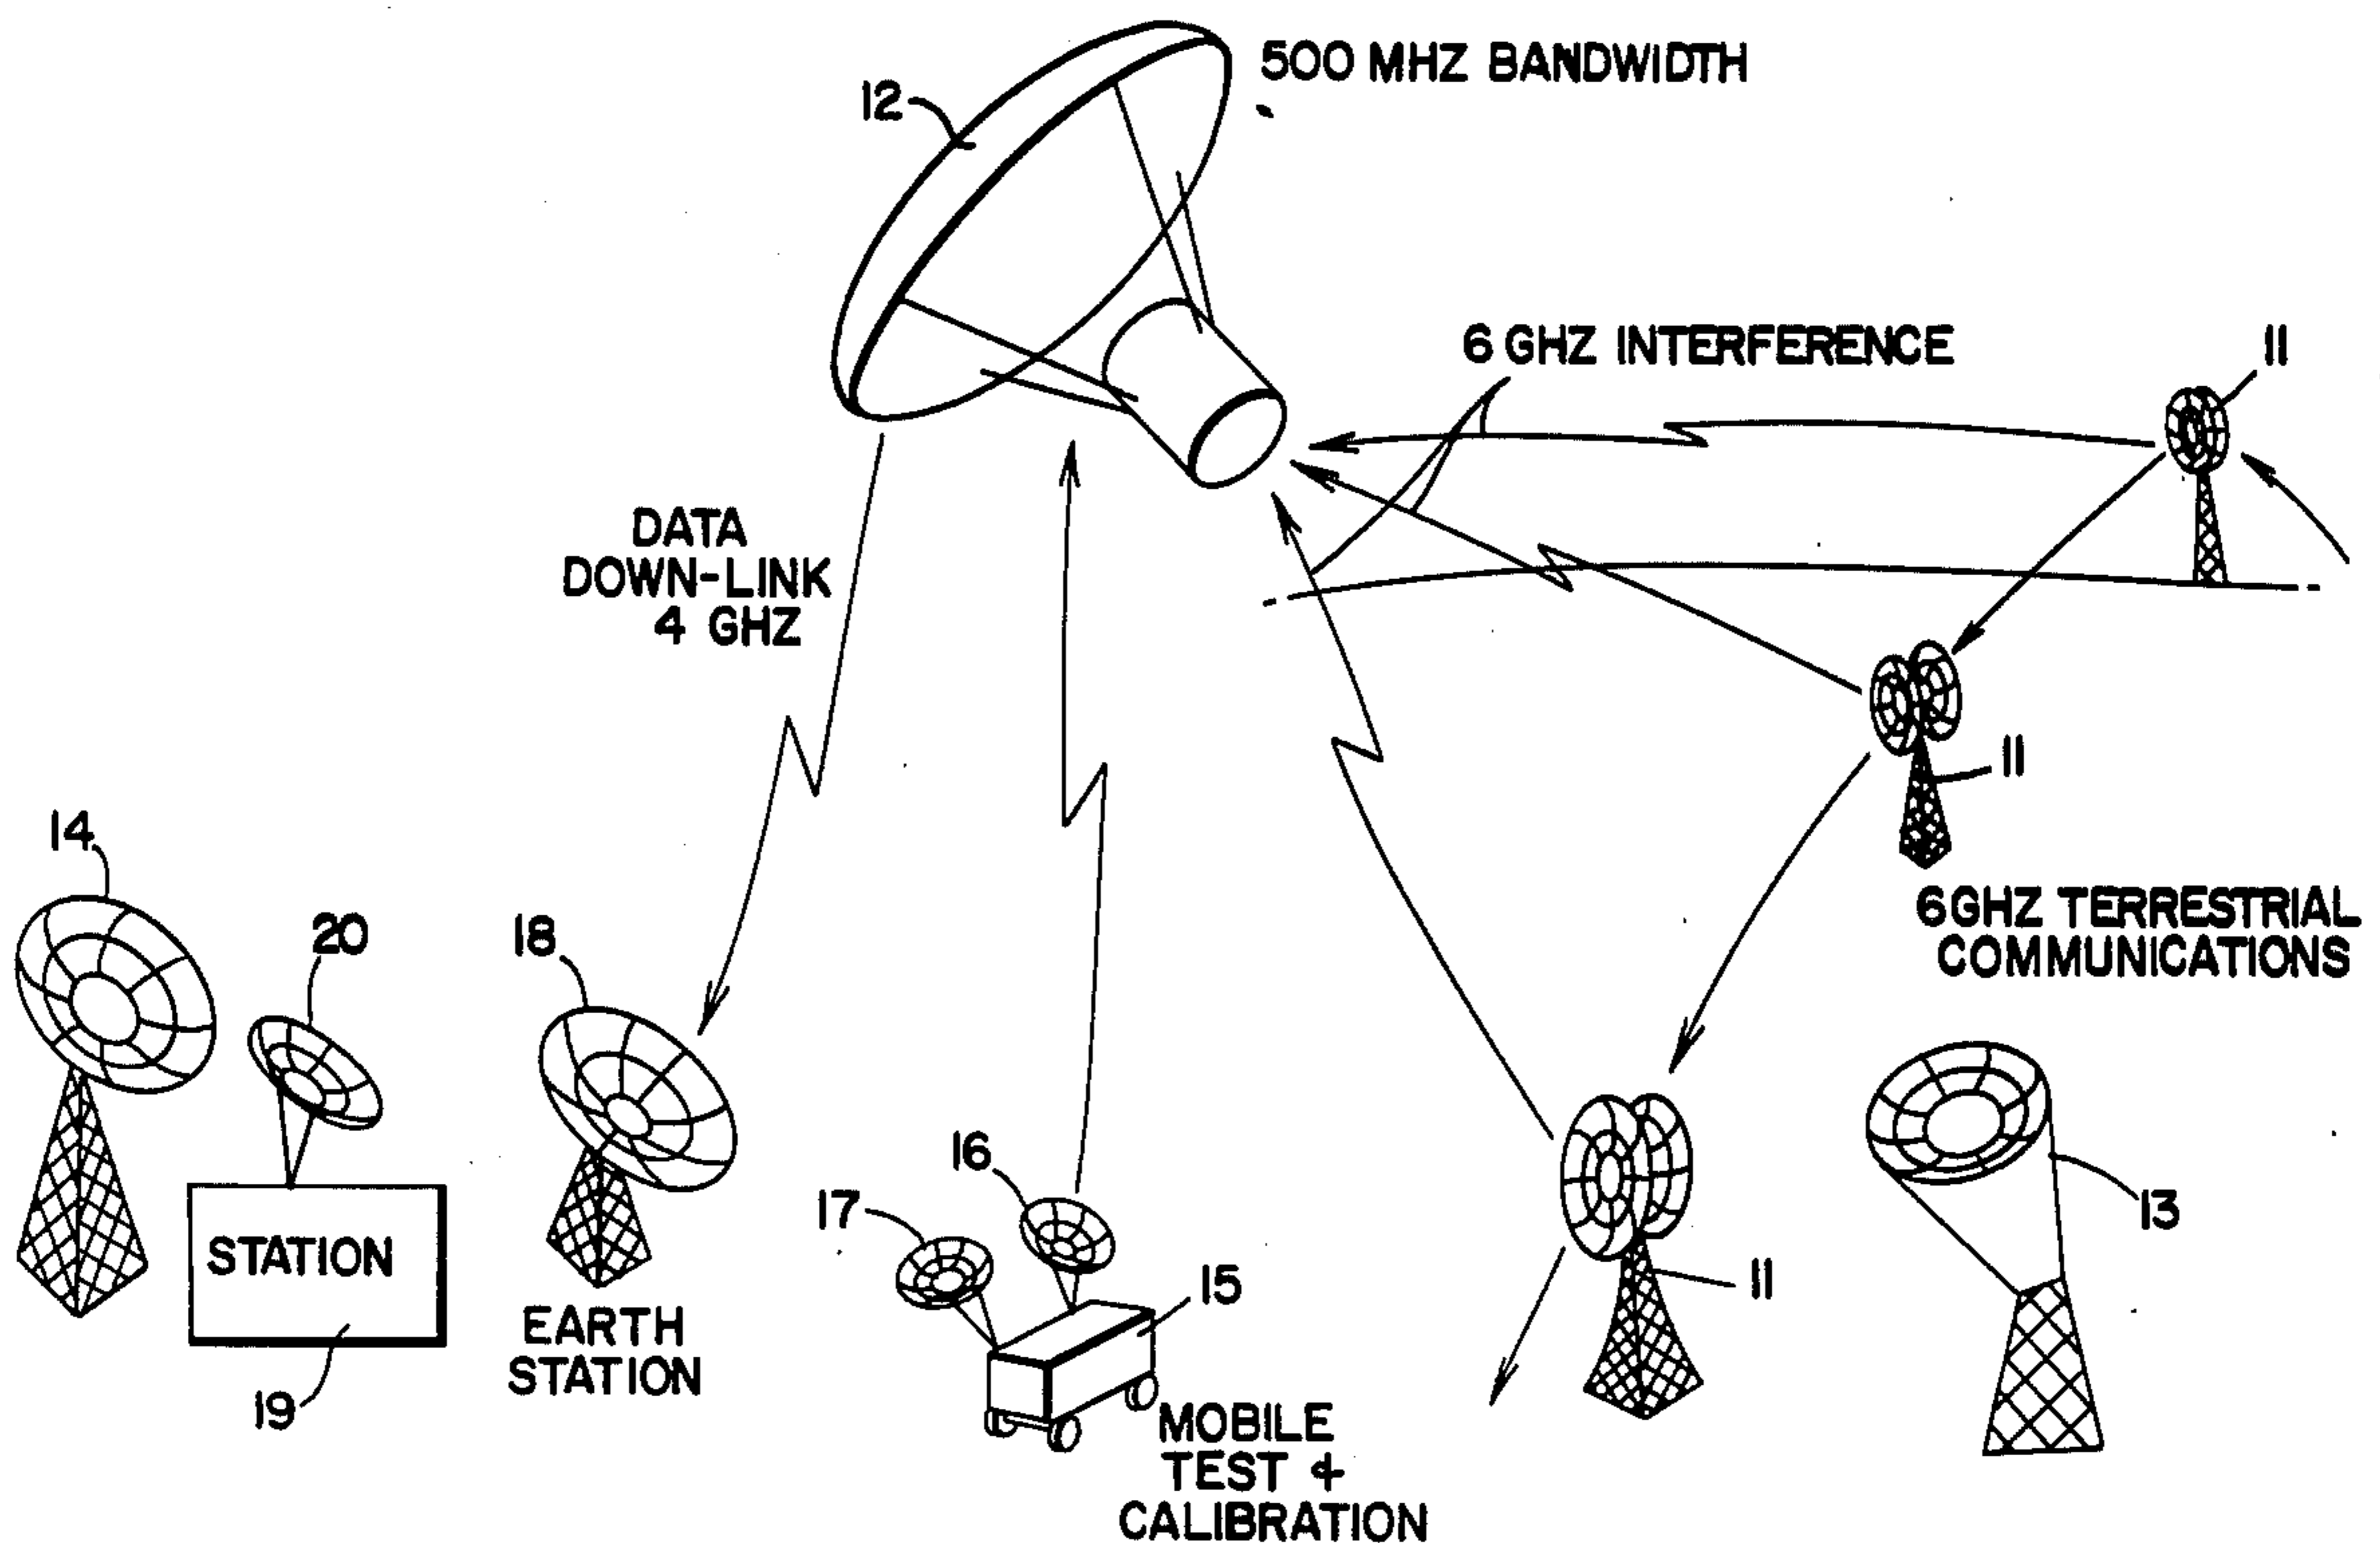 500 MHZ BANDWIDTH
12
6 GHZ INTERFERENCE
11
DATA
DOWN-LINK
4 GHZ
11
14
20
18
6GHZ TERRESTRIAL
COMMUNICATIONS
16
17
13
STATION
15
11
EARTH
STATION
19
MOBILE
TEST &
CALIBRATION